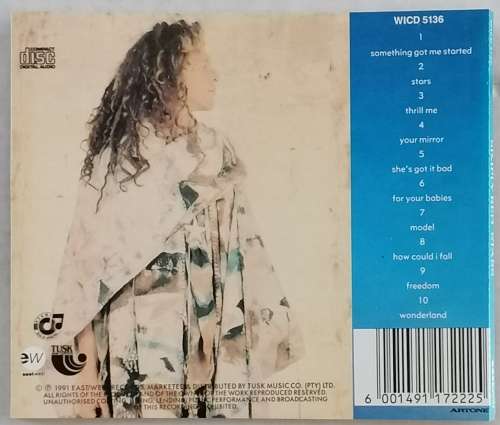 COMPACT
DISC
DIGITAL AUDIO
WICD 5136
1
something got me started
2
stars
3
thrill me
4
your mirror
5
she's got it bad
6
for your babies
7
model
8
how could i fall
9
freedom
10
wonderland
ew
east west
TUSK
© ℗ 1991 EAST/WEST RECORDS. MARKETED & DISTRIBUTED BY TUSK MUSIC CO. (PTY) LTD.
ALL RIGHTS OF THE AND OF THE OWNER OF THE WORK REPRODUCED RESERVED
UNAUTHORISED LENDING, PUBLIC PERFORMANCE AND BROADCASTING
OF THIS RECORDING PROHIBITED.
6 001491 172225
ARTONE